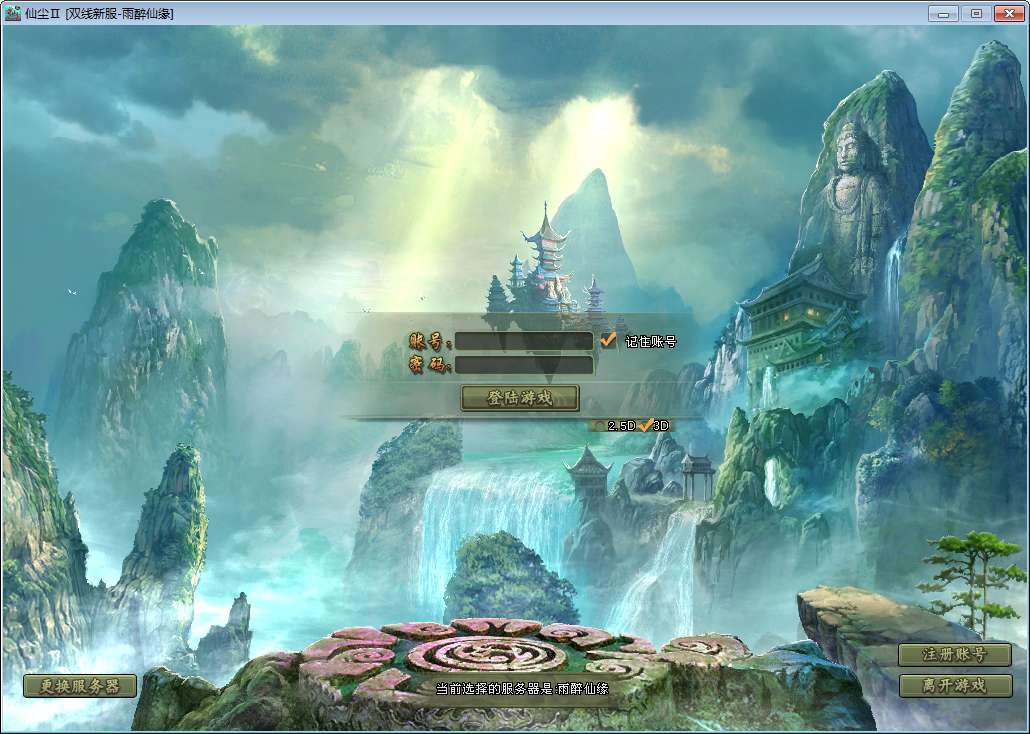 仙尘Ⅱ [双线新服-雨醉仙缘]
账号: 记住账号
密码:
登陆游戏
2.5D 3D
注册账号
更换服务器 离开游戏
当前选择的服务器是:雨醉仙缘